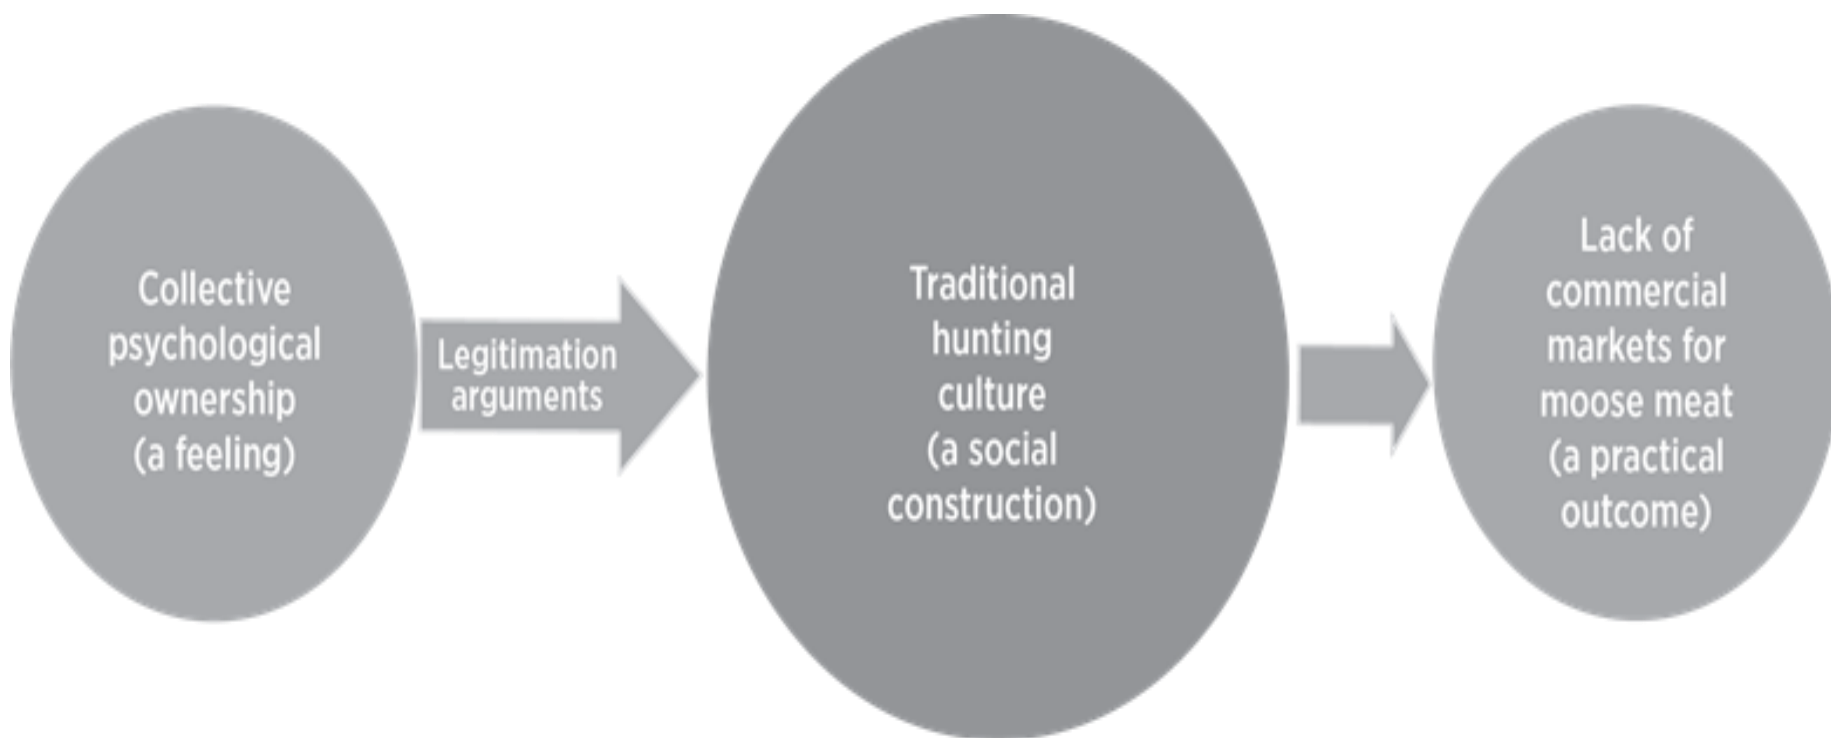 Collective
psychological
ownership
(a feeling)
Legitimation
arguments
Traditional
hunting
culture
(a social
construction)
Lack of
commercial
markets for
moose meat
(a practical
outcome)